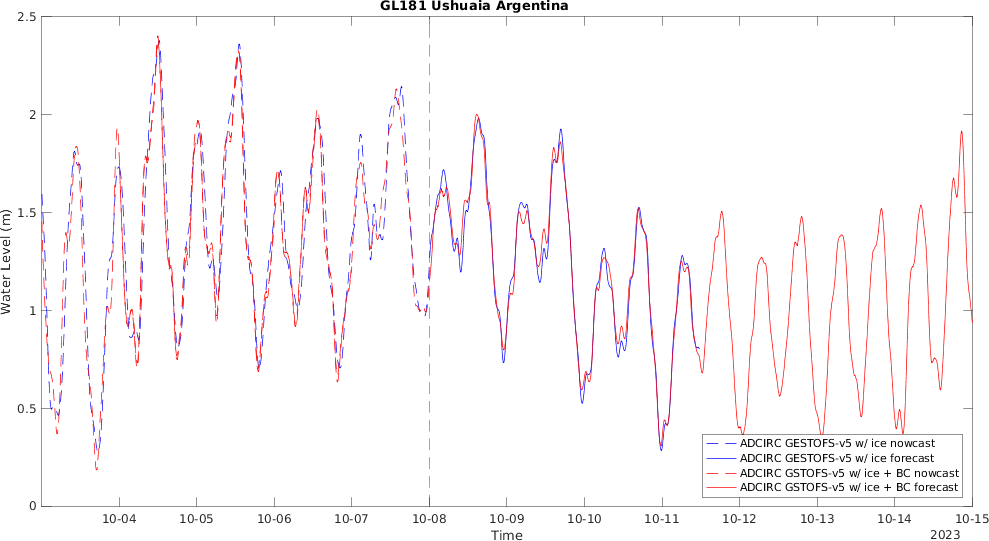 GL181 Ushuaia Argentina
2.5
2
1.5
1
0.5
0
Water Level (m)
10-04 10-05 10-06 10-07 10-08 10-09 10-10 10-11 10-12 10-13 10-14 10-15
Time
2023
ADCIRC GESTOFS-v5 w/ ice nowcast
ADCIRC GESTOFS-v5 w/ ice forecast
ADCIRC GSTOFS-v5 w/ ice + BC nowcast
ADCIRC GSTOFS-v5 w/ ice + BC forecast